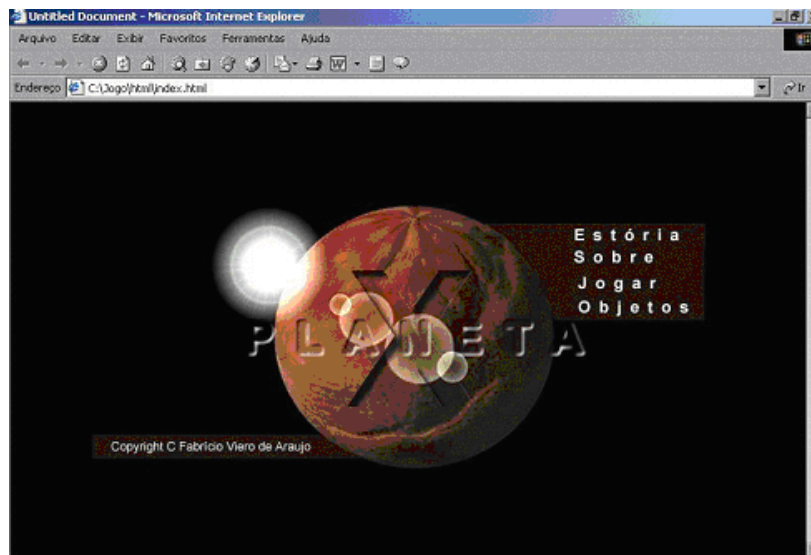 Untitled Document - Microsoft Internet Explorer
Arquivo Editar Exibir Favoritos Ferramentas Ajuda
Endereço C:\Jogo\html\index.html Ir
Estória
Sobre
Jogar
Objetos
X
PLANETA
Copyright C Fabricio Viero de Araujo